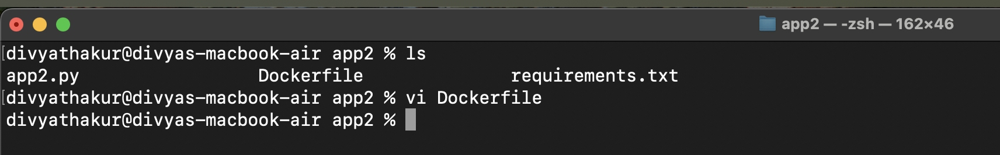 app2 — -zsh — 162×46
[divyathakur@divyas-macbook-air app2 % ls
app2.py Dockerfile requirements.txt
[divyathakur@divyas-macbook-air app2 % vi Dockerfile
divyathakur@divyas-macbook-air app2 %